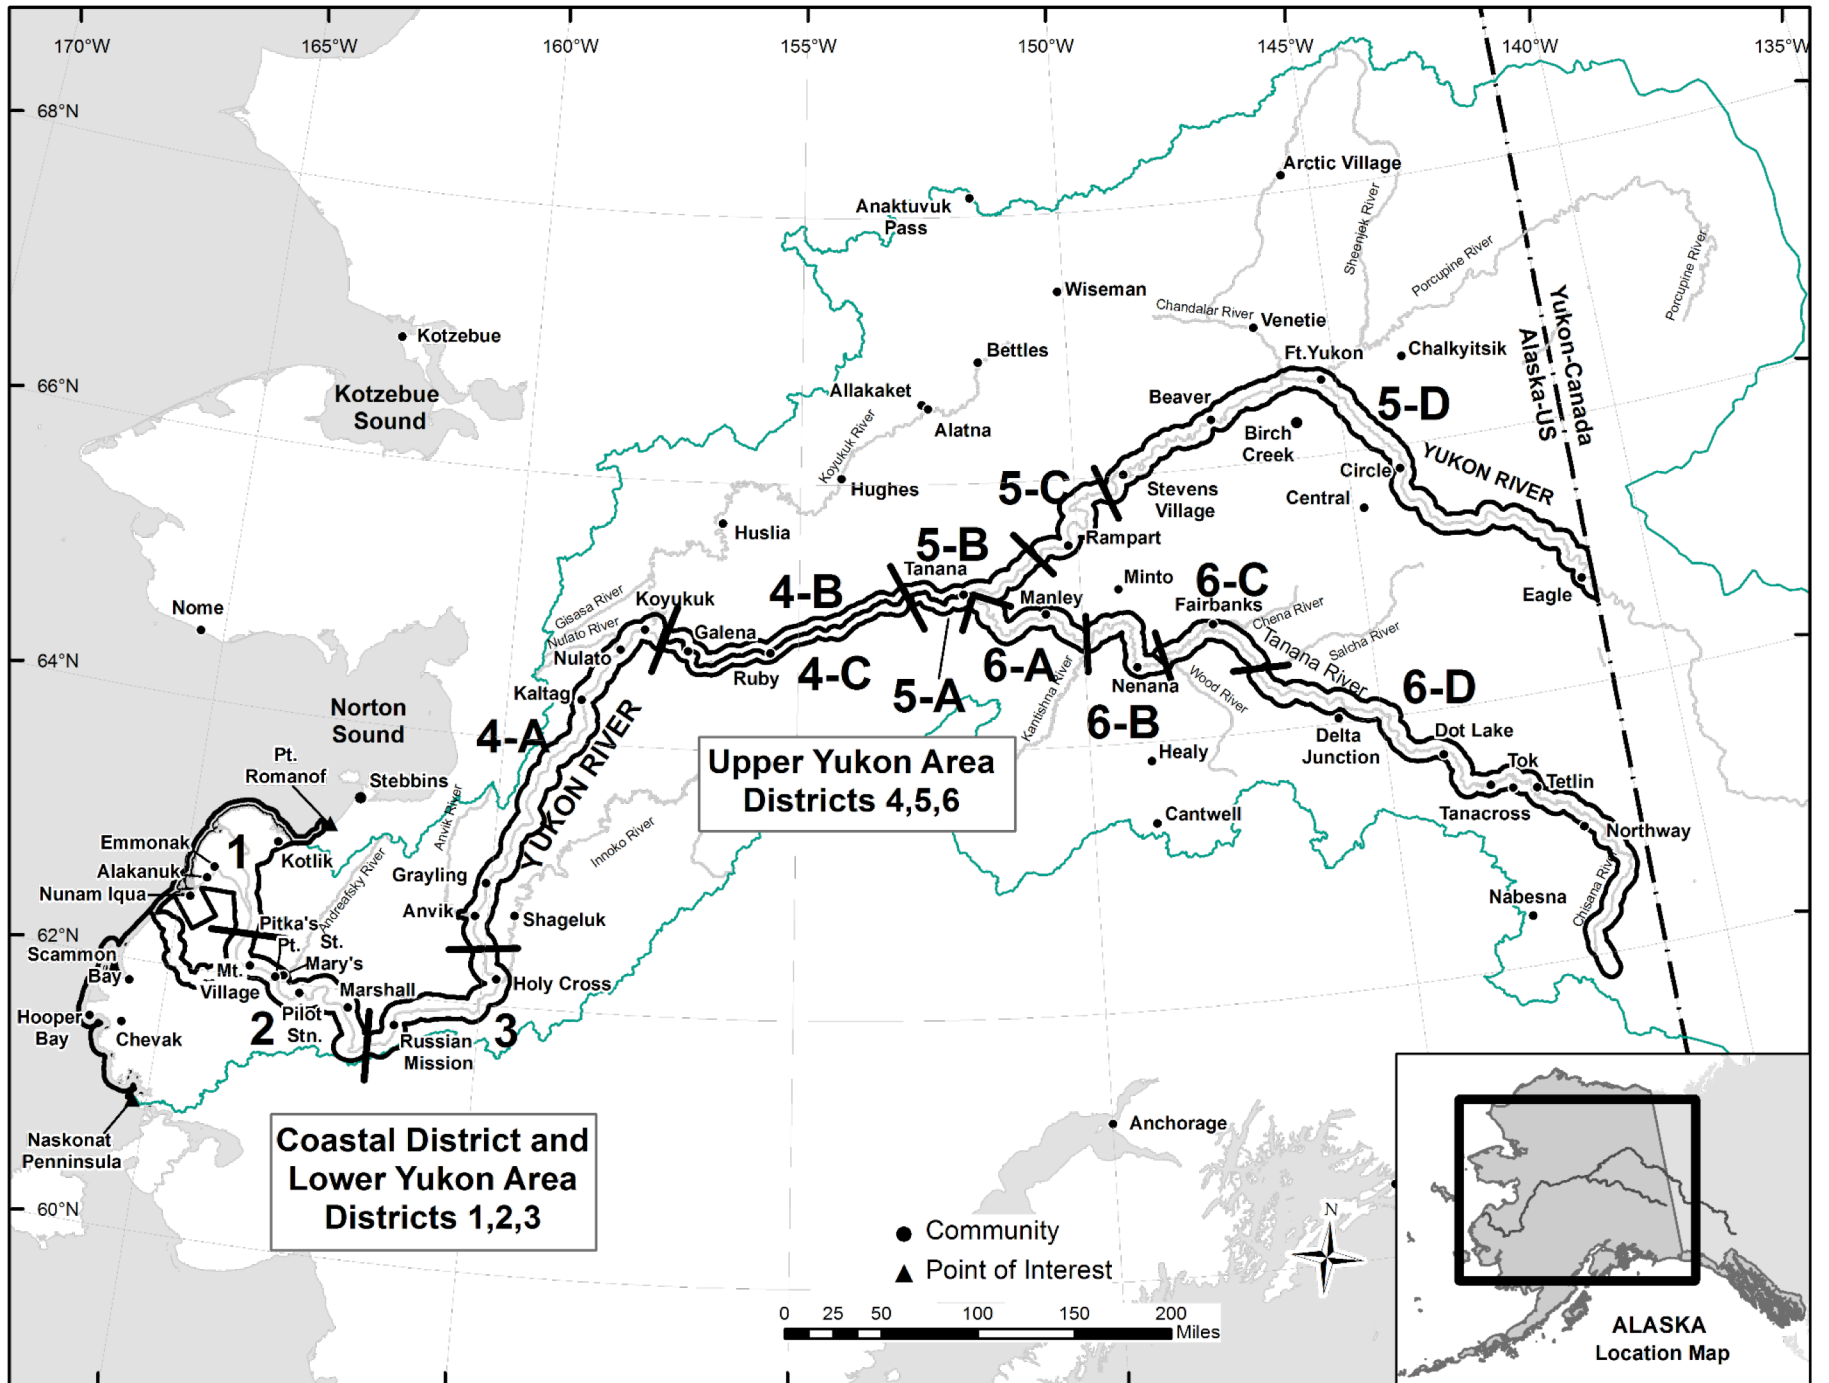 170°W
165°W
160°W
155°W
150°W
145°W
140°W
135°W
68°N
66°N
64°N
62°N
60°N
Arctic Village
Anaktuvuk
Pass
Sheenjek River
Porcupine River
Porcupine River
Wiseman
Chandalar River
Venetie
Yukon-Canada
Alaska-US
Kotzebue
Bettles
Ft.Yukon
Chalkyitsik
Kotzebue
Sound
Allakaket
Alatna
Beaver
5-D
Birch
Creek
Koyukuk River
Hughes
Circle
YUKON RIVER
5-C
Stevens
Village
Central
Huslia
Rampart
5-B
Tanana
Minto
6-C
Eagle
Nome
Gisasa River
Koyukuk
4-B
Manley
Fairbanks
Chena River
Nulato River
Galena
Tanana River
Salcha River
Nulato
Ruby
4-C
6-A
5-A
Kantishna River
Nenana
Wood River
6-D
Kaltag
4-A
YUKON RIVER
6-B
Norton
Sound
Healy
Delta
Junction
Dot Lake
Pt.
Romanof
Stebbins
Upper Yukon Area
Districts 4,5,6
Tok
Tetlin
Cantwell
Tanacross
Northway
Anvik River
Innoko River
Emmonak
1
Kotlik
Alakanuk
Nunam Iqua
Andreafsky River
Grayling
Anvik
Shageluk
Nabesna
Chisana River
Pitka's
Pt.
St.
Mary's
Scammon
Bay
Mt.
Village
Marshall
Holy Cross
Hooper
Bay
Chevak
2
Pilot
Stn.
Russian
Mission
3
Naskonat
Penninsula
Coastal District and
Lower Yukon Area
Districts 1,2,3
Anchorage
Community
Point of Interest
N
0 25 50 100 150 200
Miles
ALASKA
Location Map